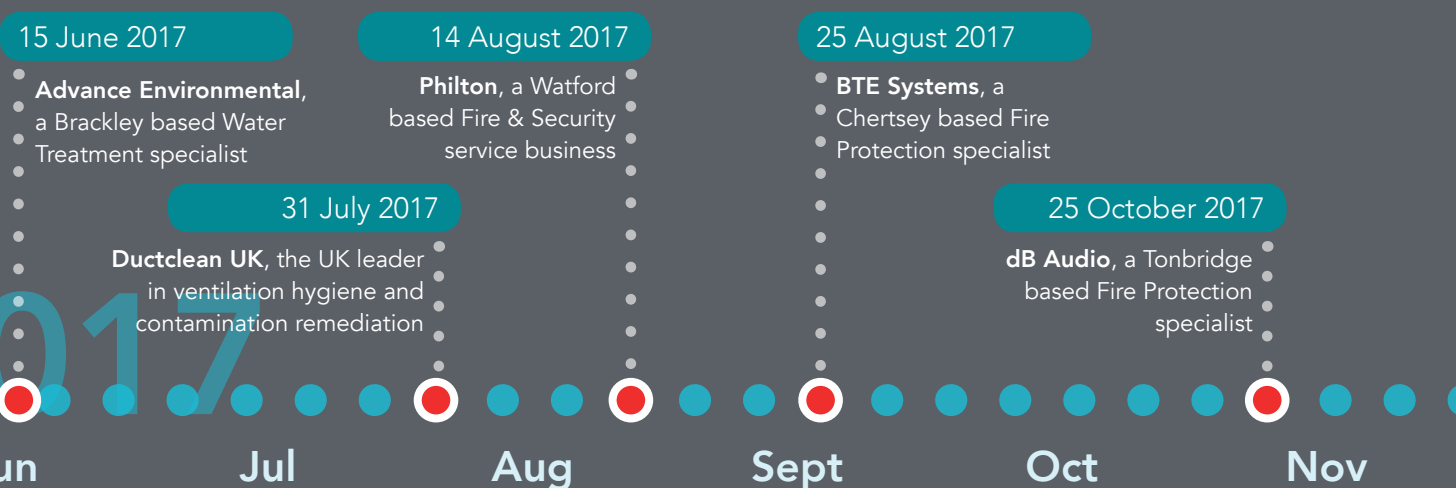 15 June 2017
Advance Environmental,
a Brackley based Water
Treatment specialist
31 July 2017
Ductclean UK, the UK leader
in ventilation hygiene and
contamination remediation
14 August 2017
Philton, a Watford
based Fire & Security
service business
25 August 2017
BTE Systems, a
Chertsey based Fire
Protection specialist
25 October 2017
dB Audio, a Tonbridge
based Fire Protection
specialist
017
un
Jul
Aug
Sept
Oct
Nov